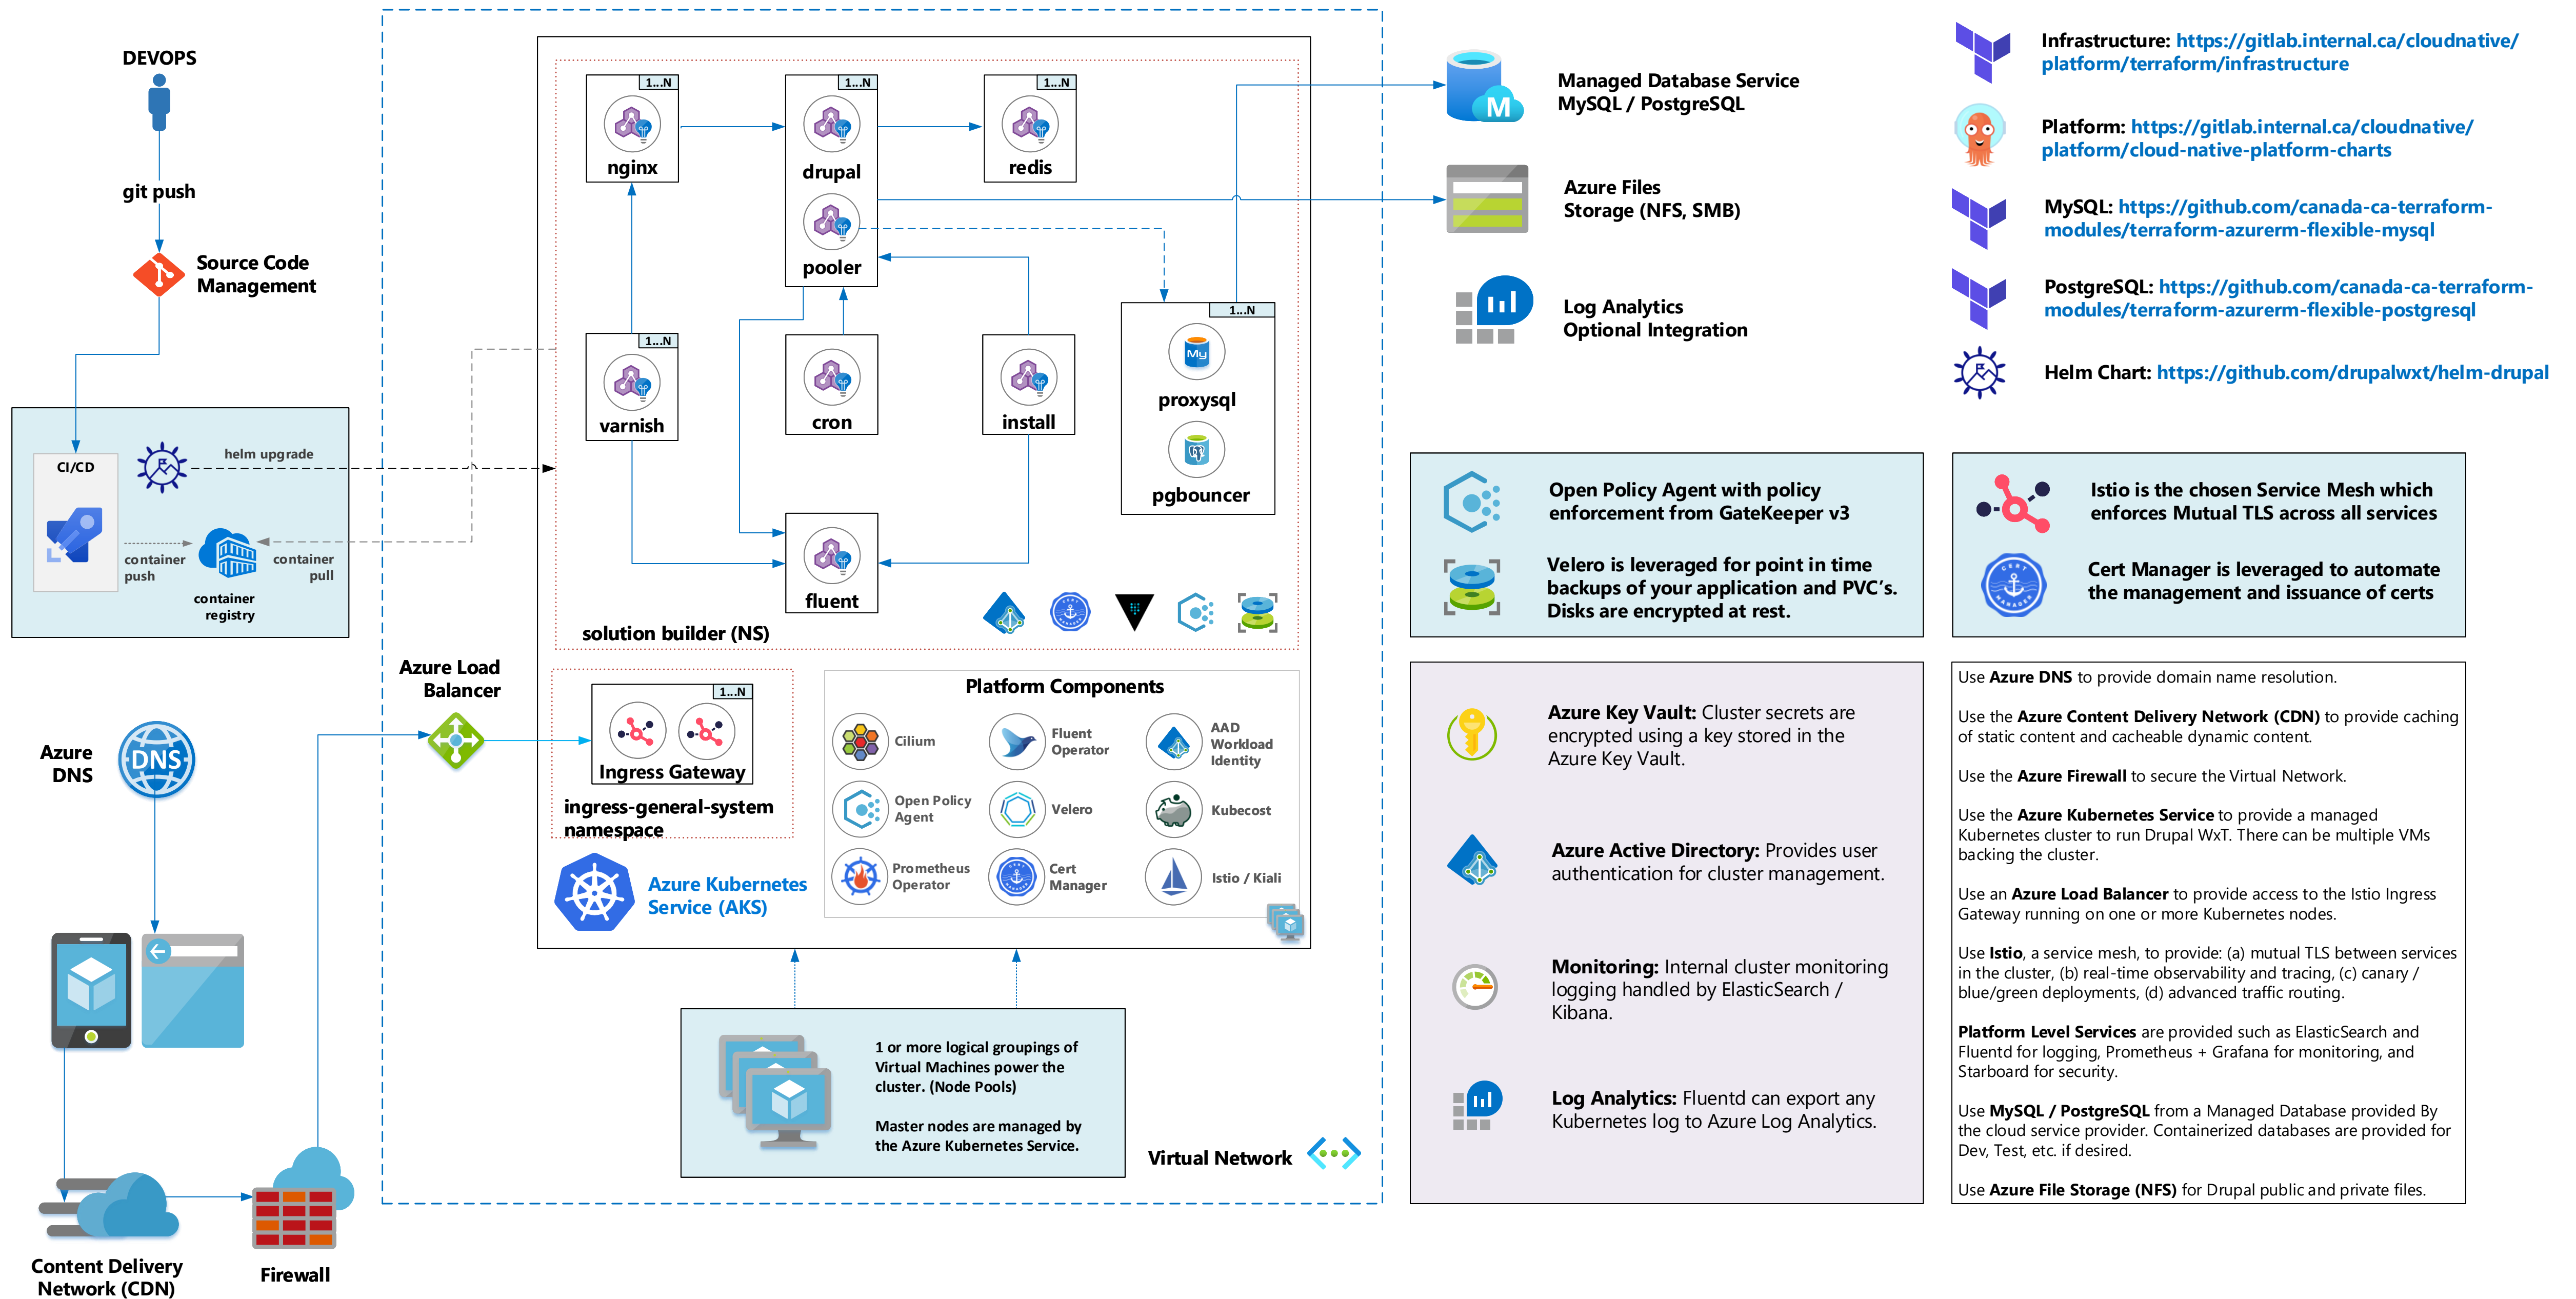 DEVOPS
git push
Source Code
Management
CI/CD
helm upgrade
container
push
container
pull
container
registry
Azure
DNS
DNS
Content Delivery
Network (CDN)
Firewall
Azure Load
Balancer
1...N
nginx
1...N
drupal
pooler
1...N
redis
1...N
varnish
cron
install
1...N
My
proxysql
pgbouncer
fluent
solution builder (NS)
1...N
Ingress Gateway
ingress-general-system
namespace
Azure Kubernetes
Service (AKS)
Platform Components
Cilium
Fluent
Operator
AAD
Workload
Identity
Open Policy
Agent
Velero
Kubecost
Prometheus
Operator
Cert
Manager
Istio / Kiali
1 or more logical groupings of
Virtual Machines power the
cluster. (Node Pools)
Master nodes are managed by
the Azure Kubernetes Service.
Virtual Network
M
Managed Database Service
MySQL / PostgreSQL
Azure Files
Storage (NFS, SMB)
Log Analytics
Optional Integration
Infrastructure: https://gitlab.internal.ca/cloudnative/
platform/terraform/infrastructure
Platform: https://gitlab.internal.ca/cloudnative/
platform/cloud-native-platform-charts
MySQL: https://github.com/canada-ca-terraform-
modules/terraform-azurerm-flexible-mysql
PostgreSQL: https://github.com/canada-ca-terraform-
modules/terraform-azurerm-flexible-postgresql
Helm Chart: https://github.com/drupalwxt/helm-drupal
Open Policy Agent with policy
enforcement from GateKeeper v3
Velero is leveraged for point in time
backups of your application and PVC's.
Disks are encrypted at rest.
Istio is the chosen Service Mesh which
enforces Mutual TLS across all services
CERT
MANAGER
Cert Manager is leveraged to automate
the management and issuance of certs
Azure Key Vault: Cluster secrets are
encrypted using a key stored in the
Azure Key Vault.
Azure Active Directory: Provides user
authentication for cluster management.
Monitoring: Internal cluster monitoring
logging handled by ElasticSearch /
Kibana.
Log Analytics: Fluentd can export any
Kubernetes log to Azure Log Analytics.
Use Azure DNS to provide domain name resolution.
Use the Azure Content Delivery Network (CDN) to provide caching
of static content and cacheable dynamic content.
Use the Azure Firewall to secure the Virtual Network.
Use the Azure Kubernetes Service to provide a managed
Kubernetes cluster to run Drupal WxT. There can be multiple VMs
backing the cluster.
Use an Azure Load Balancer to provide access to the Istio Ingress
Gateway running on one or more Kubernetes nodes.
Use Istio, a service mesh, to provide: (a) mutual TLS between services
in the cluster, (b) real-time observability and tracing, (c) canary /
blue/green deployments, (d) advanced traffic routing.
Platform Level Services are provided such as ElasticSearch and
Fluentd for logging, Prometheus + Grafana for monitoring, and
Starboard for security.
Use MySQL / PostgreSQL from a Managed Database provided By
the cloud service provider. Containerized databases are provided for
Dev, Test, etc. if desired.
Use Azure File Storage (NFS) for Drupal public and private files.